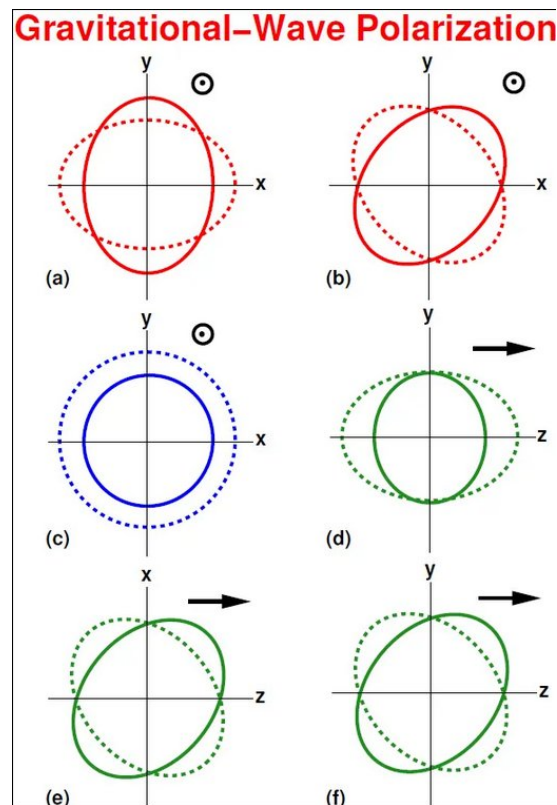 Gravitational–Wave Polarization
y
y
x
x
(a)
(b)
y
y
x
z
(c)
(d)
x
y
z
z
(e)
(f)